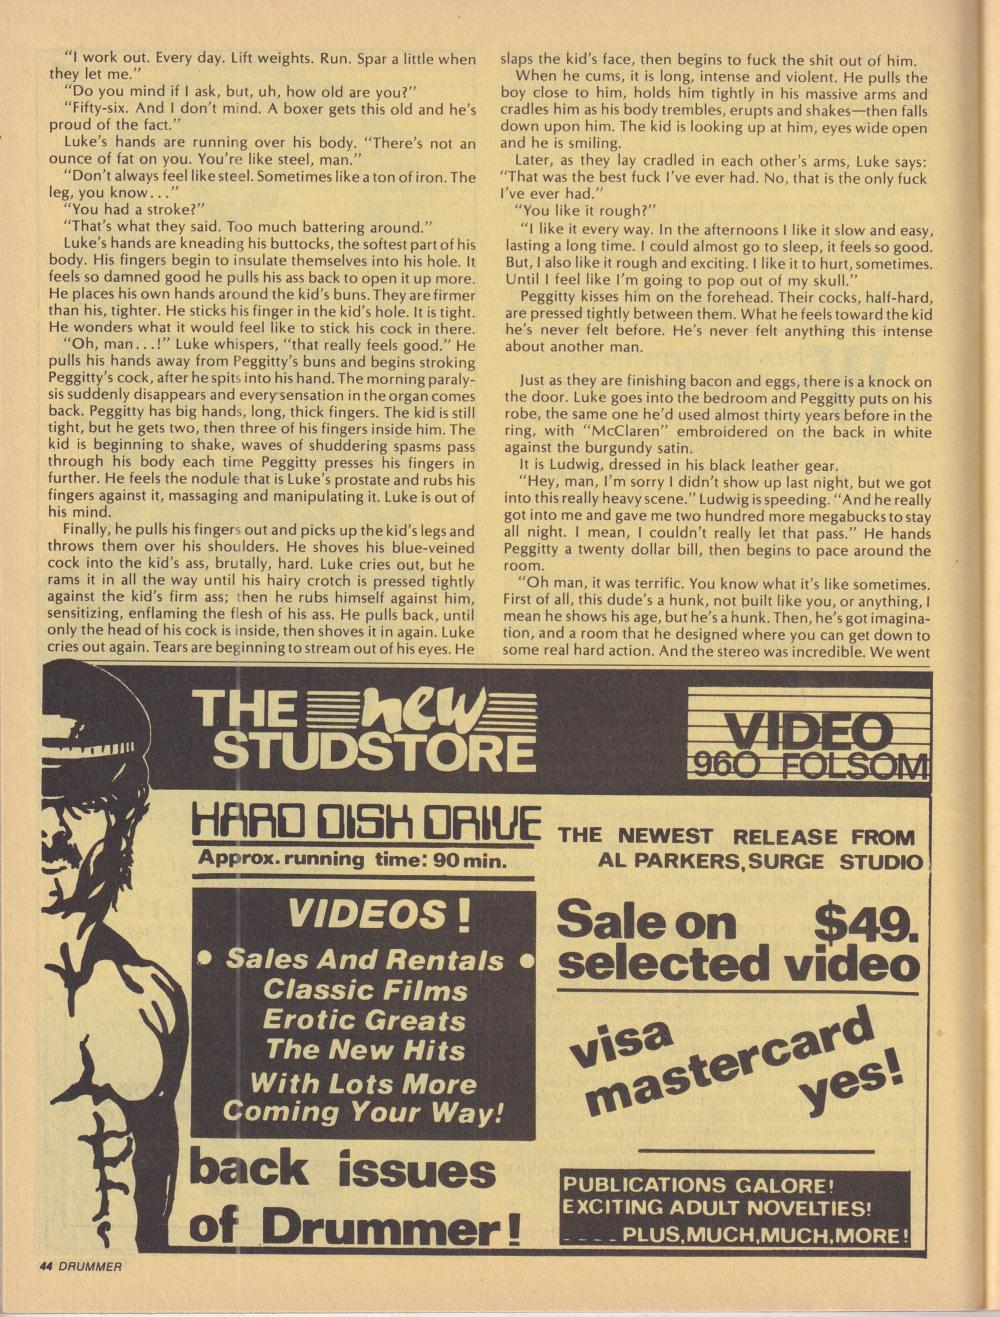 "I work out. Every day. Lift weights. Run. Spar a little when
they let me."
"Do you mind if I ask, but, uh, how old are you?"
"Fifty-six. And I don't mind. A boxer gets this old and he's
proud of the fact."
Luke's hands are running over his body. "There's not an
ounce of fat on you. You're like steel, man."
"Don't always feel like steel. Sometimes like a ton of iron. The
leg, you know..."
"You had a stroke?"
"That's what they said. Too much battering around."
Luke's hands are kneading his buttocks, the softest part of his
body. His fingers begin to insulate themselves into his hole. It
feels so damned good he pulls his ass back to open it up more.
He places his own hands around the kid's buns. They are firmer
than his, tighter. He sticks his finger in the kid's hole. It is tight.
He wonders what it would feel like to stick his cock in there.
"Oh, man...!" Luke whispers, "that really feels good." He
pulls his hands away from Peggitty's buns and begins stroking
Peggitty's cock, after he spits into his hand. The morning paraly-
sis suddenly disappears and every sensation in the organ comes
back. Peggitty has big hands, long, thick fingers. The kid is still
tight, but he gets two, then three of his fingers inside him. The
kid is beginning to shake, waves of shuddering spasms pass
through his body each time Peggitty presses his fingers in
further. He feels the nodule that is Luke's prostate and rubs his
fingers against it, massaging and manipulating it. Luke is out of
his mind.
Finally, he pulls his fingers out and picks up the kid's legs and
throws them over his shoulders. He shoves his blue-veined
cock into the kid's ass, brutally, hard. Luke cries out, but he
rams it in all the way until his hairy crotch is pressed tightly
against the kid's firm ass; then he rubs himself against him,
sensitizing, enflaming the flesh of his ass. He pulls back, until
only the head of his cock is inside, then shoves it in again. Luke
cries out again. Tears are beginning to stream out of his eyes. He
slaps the kid's face, then begins to fuck the shit out of him.
When he cums, it is long, intense and violent. He pulls the
boy close to him, holds him tightly in his massive arms and
cradles him as his body trembles, erupts and shakes—then falls
down upon him. The kid is looking up at him, eyes wide open
and he is smiling.
Later, as they lay cradled in each other's arms, Luke says:
"That was the best fuck I've ever had. No, that is the only fuck
I've ever had."
"You like it rough?"
"I like it every way. In the afternoons I like it slow and easy,
lasting a long time. I could almost go to sleep, it feels so good.
But, I also like it rough and exciting. I like it to hurt, sometimes.
Until I feel like I'm going to pop out of my skull."
Peggitty kisses him on the forehead. Their cocks, half-hard,
are pressed tightly between them. What he feels toward the kid
he's never felt before. He's never felt anything this intense
about another man.
Just as they are finishing bacon and eggs, there is a knock on
the door. Luke goes into the bedroom and Peggitty puts on his
robe, the same one he'd used almost thirty years before in the
ring, with "McClaren" embroidered on the back in white
against the burgundy satin.
It is Ludwig, dressed in his black leather gear.
"Hey, man, I'm sorry I didn't show up last night, but we got
into this really heavy scene." Ludwig is speeding. "And he really
got into me and gave me two hundred more megabucks to stay
all night. I mean, I couldn't really let that pass." He hands
Peggitty a twenty dollar bill, then begins to pace around the
room.
"Oh man, it was terrific. You know what it's like sometimes.
First of all, this dude's a hunk, not built like you, or anything, I
mean he shows his age, but he's a hunk. Then, he's got imagina-
tion, and a room that he designed where you can get down to
some real hard action. And the stereo was incredible. We went
THE new
STUDSTORE
VIDEO
960 FOLSOM
HARD DISK DRIVE
Approx. running time: 90 min.
VIDEOS!
• Sales And Rentals •
Classic Films
Erotic Greats
The New Hits
With Lots More
Coming Your Way!
back issues
of Drummer!
THE NEWEST RELEASE FROM
AL PARKERS, SURGE STUDIO
Sale on $49.
selected video
visa
mastercard
yes!
PUBLICATIONS GALORE!
EXCITING ADULT NOVELTIES!
....PLUS,MUCH,MUCH,MORE!
44 DRUMMER